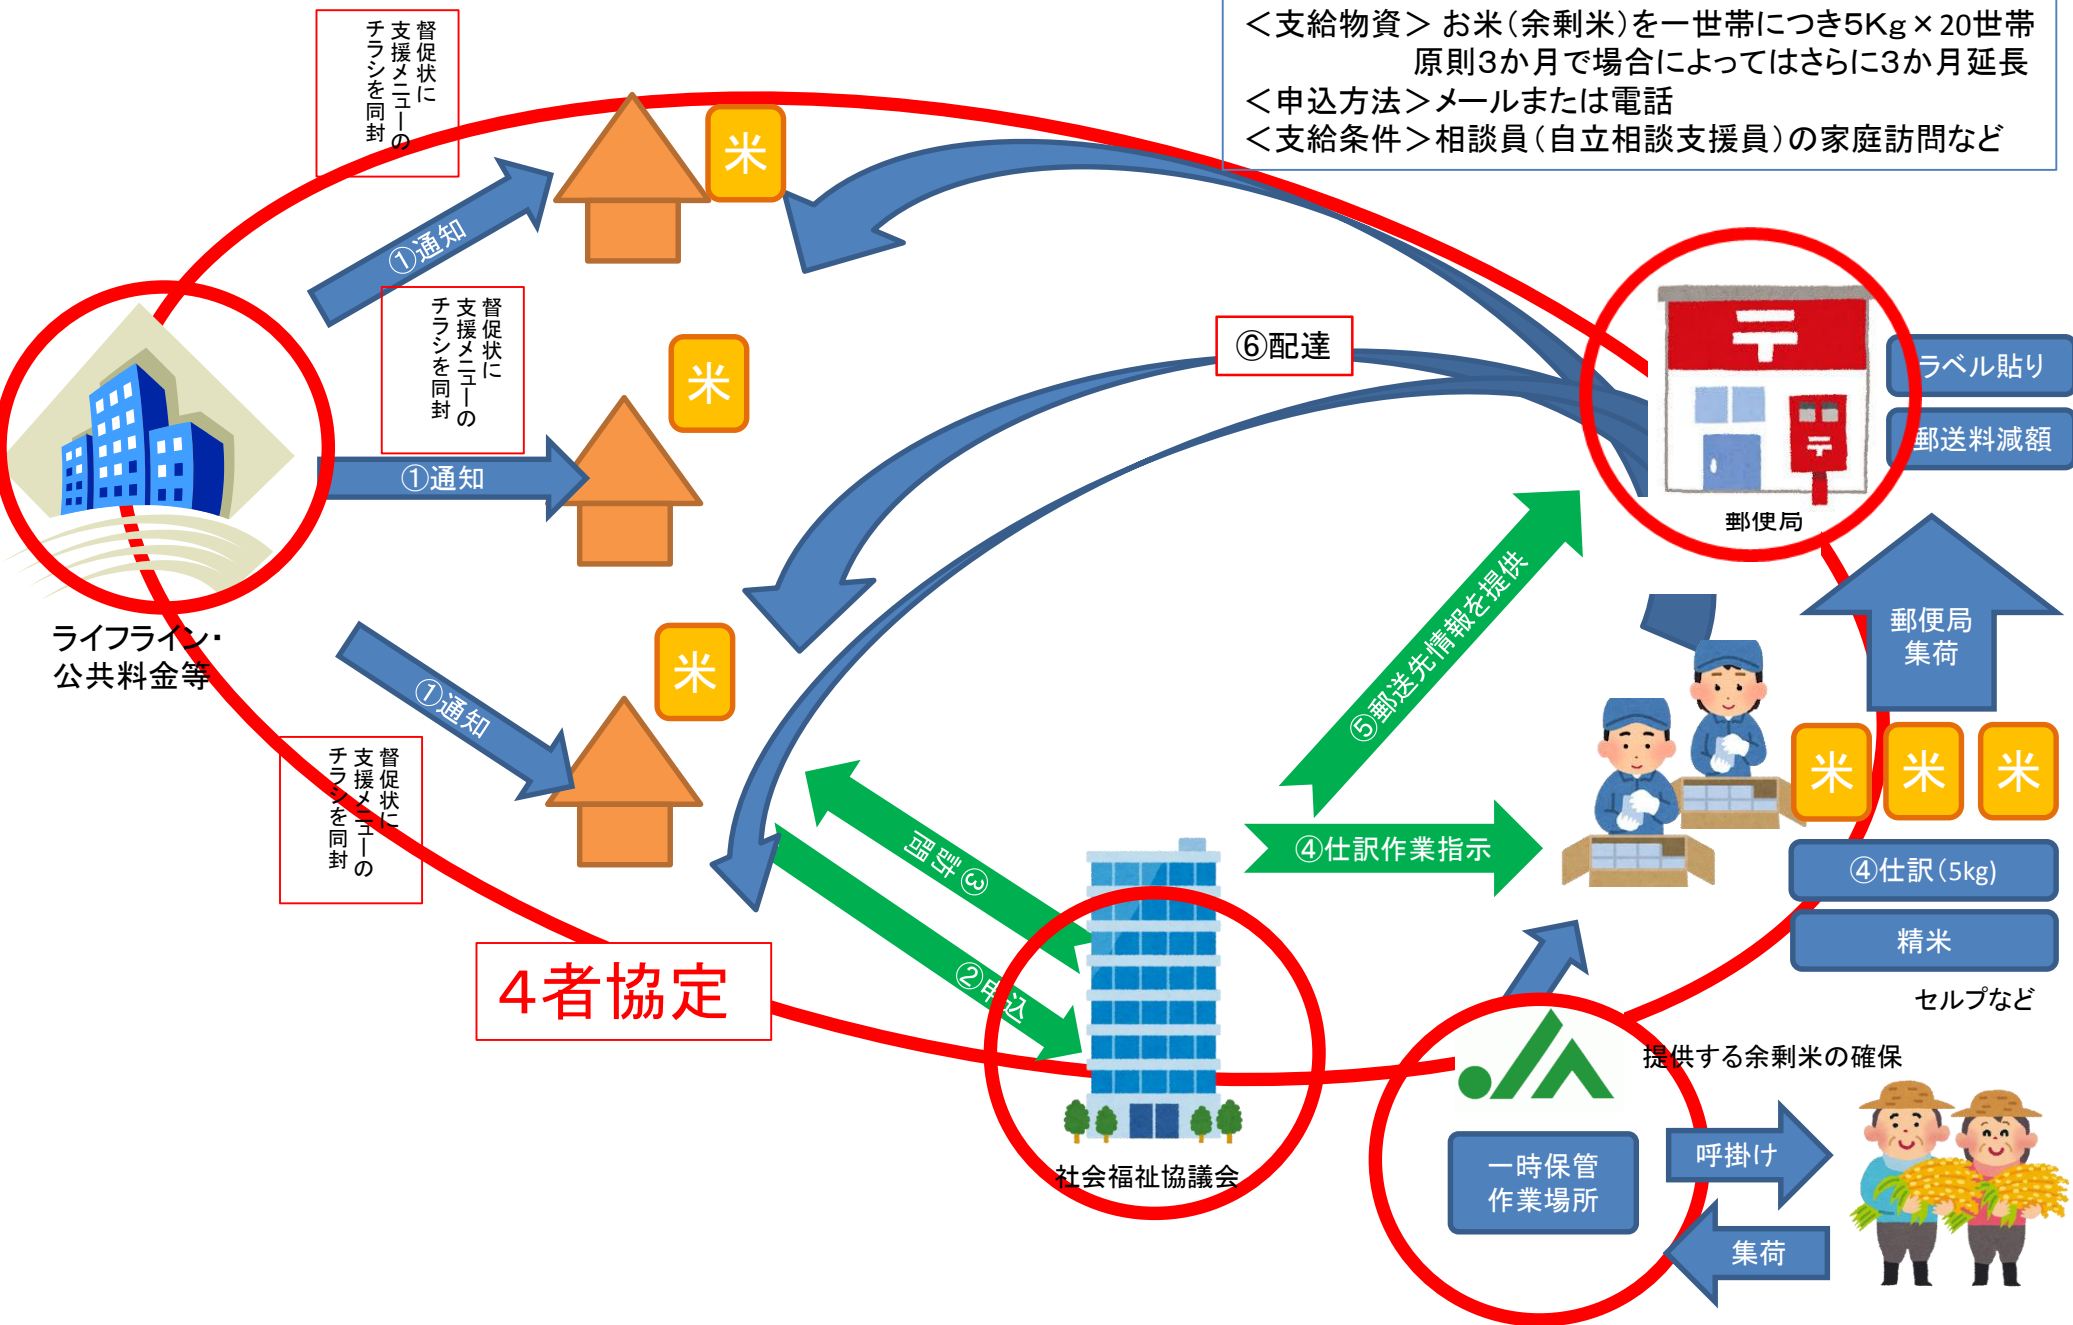 ＜支給物資＞ お米（余剰米）を一世帯につき5Kg×20世帯
原則3か月で場合によってはさらに3か月延長
＜申込方法＞メールまたは電話
＜支給条件＞相談員（自立相談支援員）の家庭訪問など
督促状に
支援メニューの
チラシを同封
米
①通知
督促状に
支援メニューの
チラシを同封
米
①通知
⑥配達
ラベル貼り
郵送料減額
郵便局
ライフライン・
公共料金等
米
①通知
⑤郵送先情報を提供
郵便局
集荷
督促状に
支援メニューの
チラシを同封
米
米
米
③訪問
④仕訳作業指示
④仕訳（5kg)
精米
セルプなど
②申込
４者協定
提供する余剰米の確保
社会福祉協議会
一時保管
作業場所
呼掛け
集荷